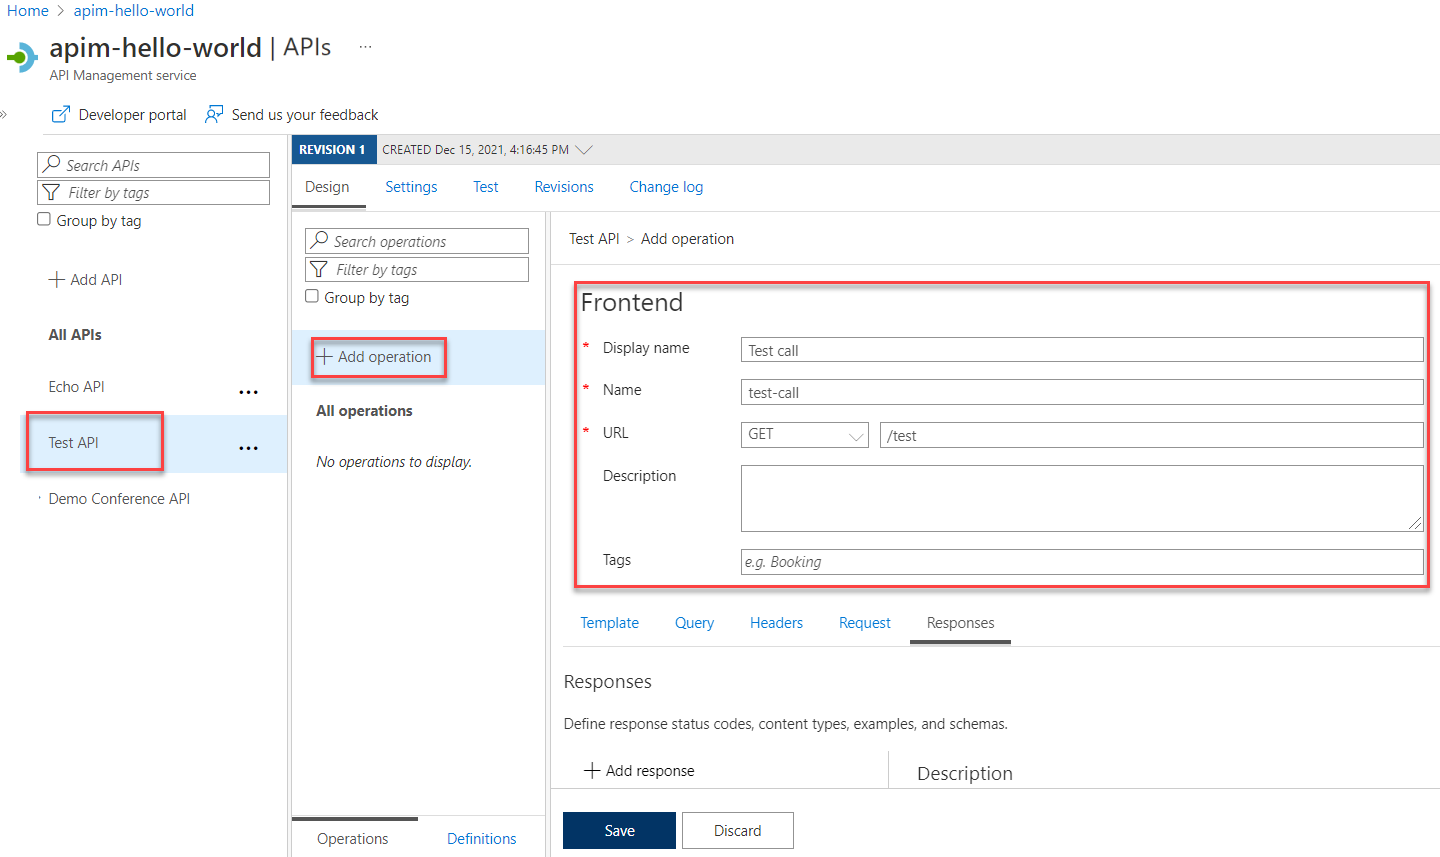 Home > apim-hello-world
apim-hello-world | APIs ...
API Management service
Developer portal
Send us your feedback
Search APIs
Filter by tags
Group by tag
+ Add API
All APIs
Echo API ...
Test API ...
Demo Conference API
REVISION 1 CREATED Dec 15, 2021, 4:16:45 PM
Design Settings Test Revisions Change log
Search operations
Filter by tags
Group by tag
+ Add operation
All operations
No operations to display.
Operations Definitions
Test API > Add operation
Frontend
* Display name Test call
* Name test-call
* URL GET /test
Description
Tags e.g. Booking
Template Query Headers Request Responses
Responses
Define response status codes, content types, examples, and schemas.
+ Add response Description
Save Discard